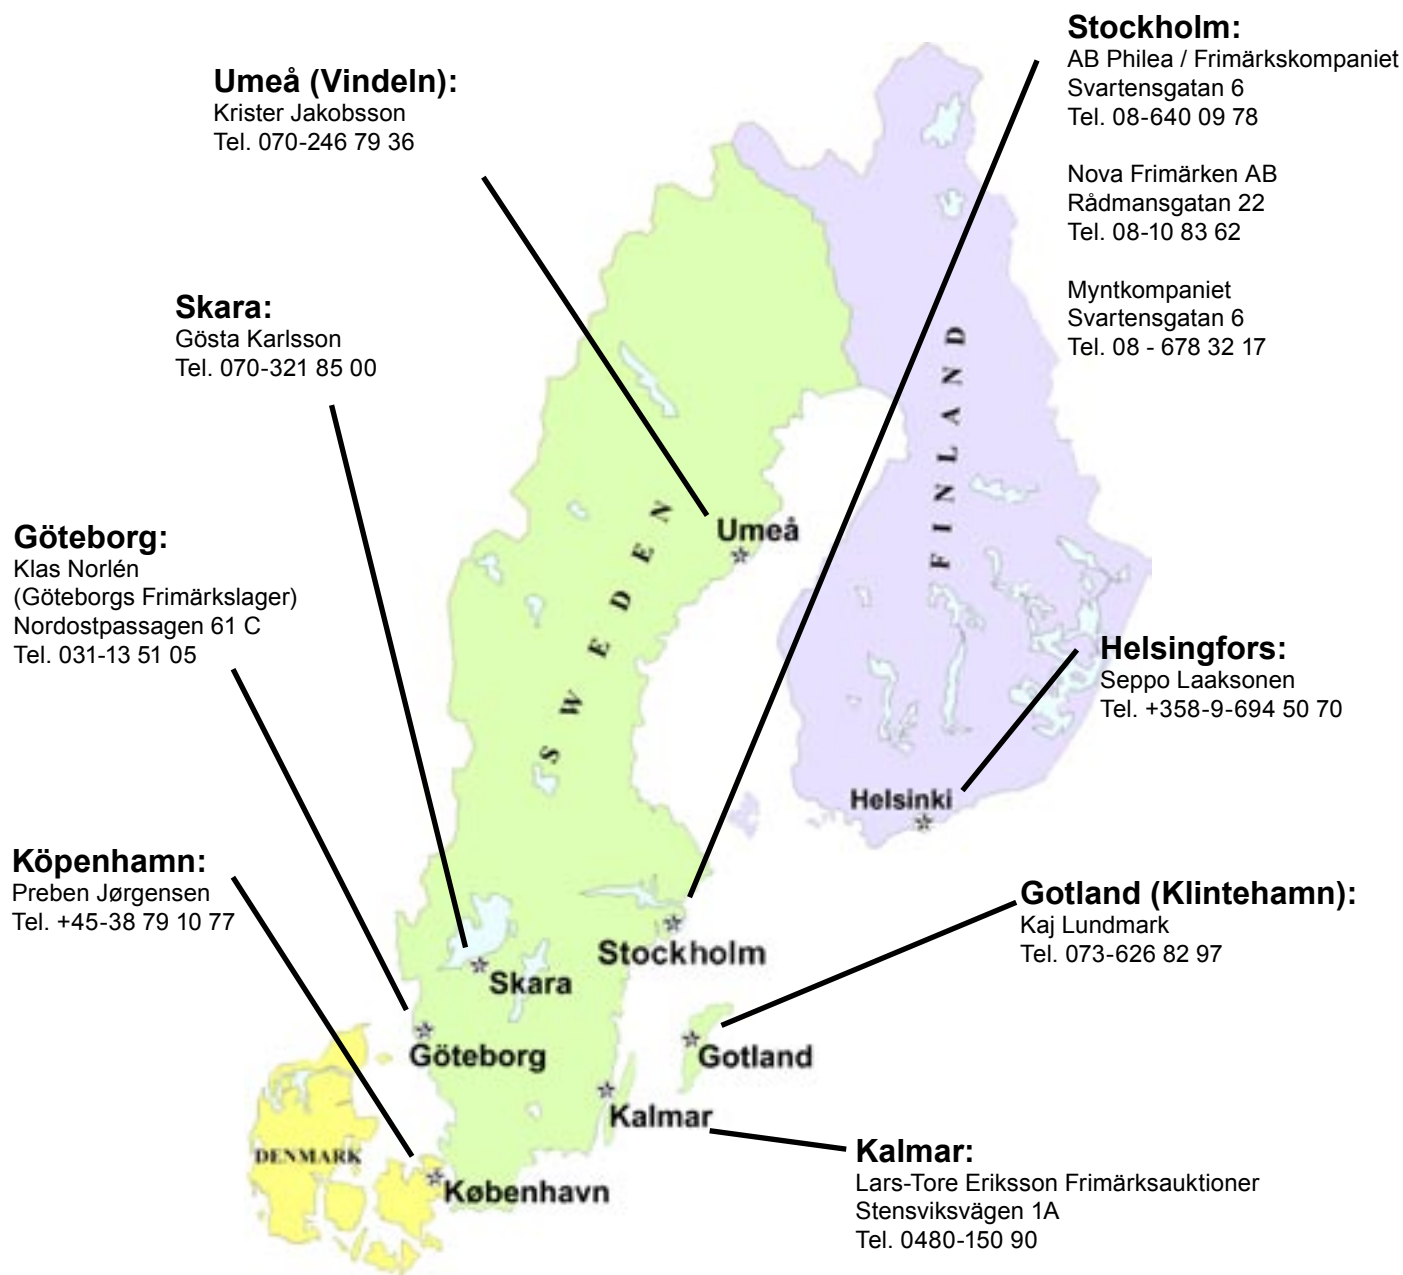 Stockholm:
AB Philea / Frimärkskompaniet
Svartensgatan 6
Tel. 08-640 09 78
Nova Frimärken AB
Rådmansgatan 22
Tel. 08-10 83 62
Myntkompaniet
Svartensgatan 6
Tel. 08 - 678 32 17
Umeå (Vindeln):
Krister Jakobsson
Tel. 070-246 79 36
Skara:
Gösta Karlsson
Tel. 070-321 85 00
Göteborg:
Klas Norlén
(Göteborgs Frimärkslager)
Nordostpassagen 61 C
Tel. 031-13 51 05
Köpenhamn:
Preben Jørgensen
Tel. +45-38 79 10 77
Helsingfors:
Seppo Laaksonen
Tel. +358-9-694 50 70
Gotland (Klintehamn):
Kaj Lundmark
Tel. 073-626 82 97
Kalmar:
Lars-Tore Eriksson Frimärksauktioner
Stensviksvägen 1A
Tel. 0480-150 90
FINLAND
SWEDEN
DENMARK
Umeå
Helsinki
Stockholm
Skara
Göteborg
Gotland
Kalmar
København